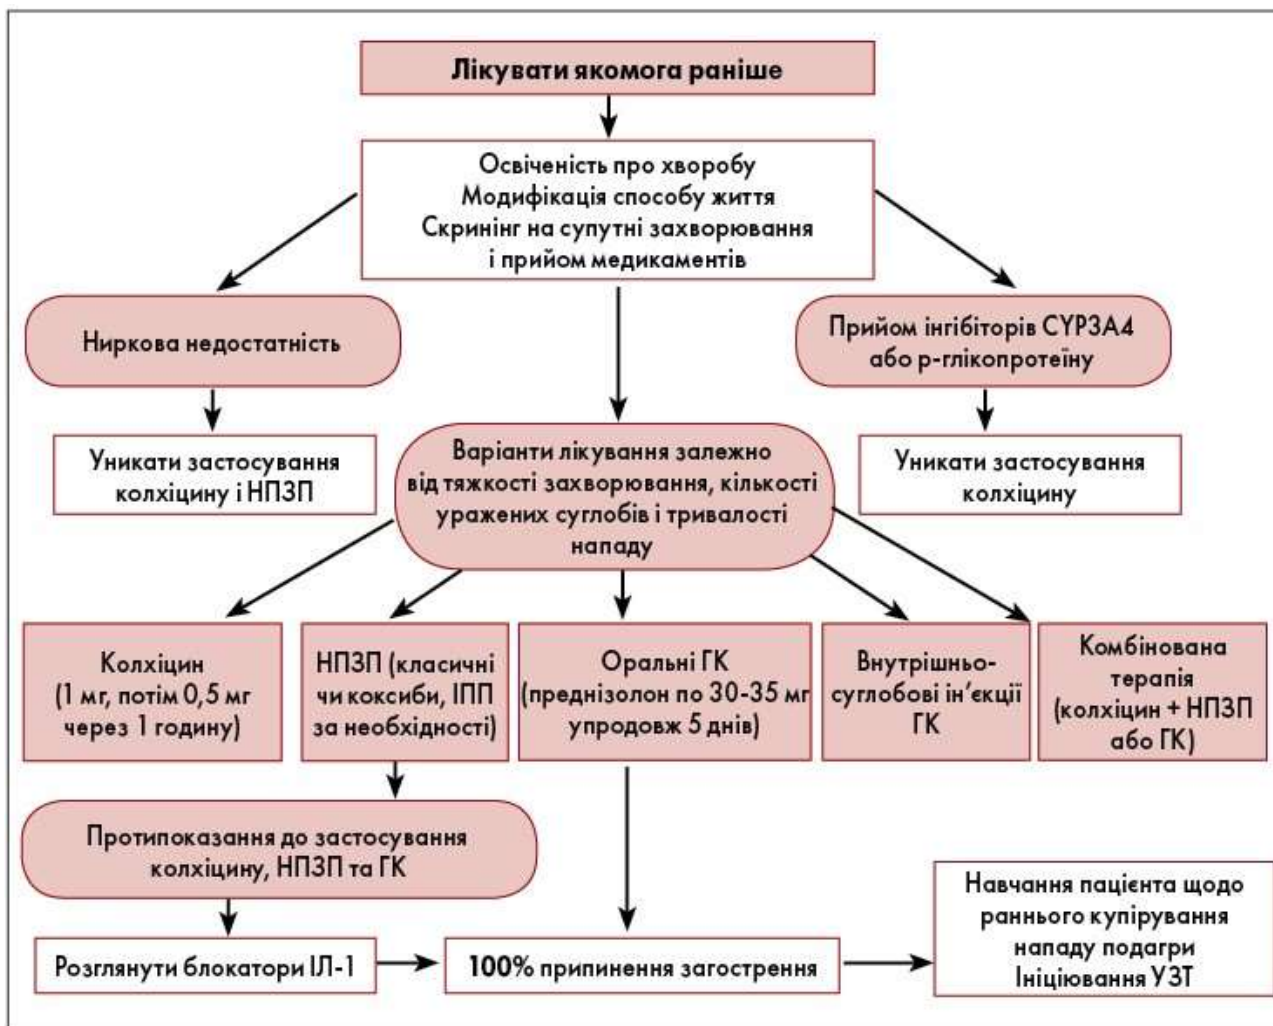 Лікувати якомога раніше
Освіченість про хворобу
Модифікація способу життя
Скринінг на супутні захворювання
і прийом медикаментів
Ниркова недостатність
Прийом інгібіторів CYP3A4
або р-глікопротеїну
Уникати застосування
колхіцину і НПЗП
Варіанти лікування залежно
від тяжкості захворювання, кількості
уражених суглобів і тривалості
нападу
Уникати застосування
колхіцину
Колхіцин
(1 мг, потім 0,5 мг
через 1 годину)
НПЗП (класичні
чи коксиби, ІПП
за необхідності)
Оральні ГК
(преднізолон по 30-35 мг
упродовж 5 днів)
Внутрішньо-
суглобові ін’єкції
ГК
Комбінована
терапія
(колхіцин + НПЗП
або ГК)
Протипоказання до застосування
колхіцину, НПЗП та ГК
Розглянути блокатори ІЛ-1
100% припинення загострення
Навчання пацієнта щодо
раннього купірування
нападу подагри
Ініціювання УЗТ